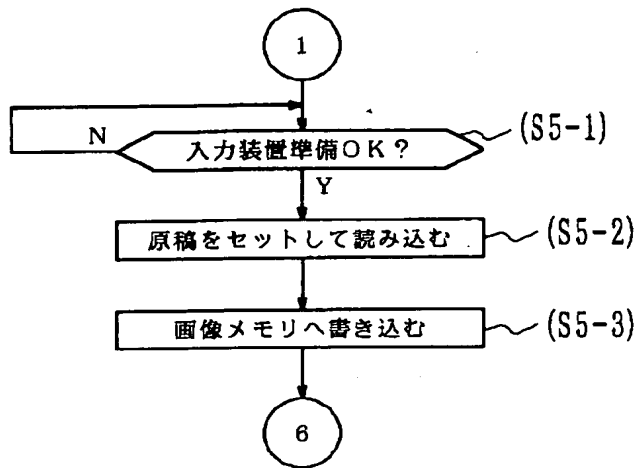 1
N
入力装置準備OK?
(S5-1)
Y
原稿をセットして読み込む
(S5-2)
画像メモリへ書き込む
(S5-3)
6